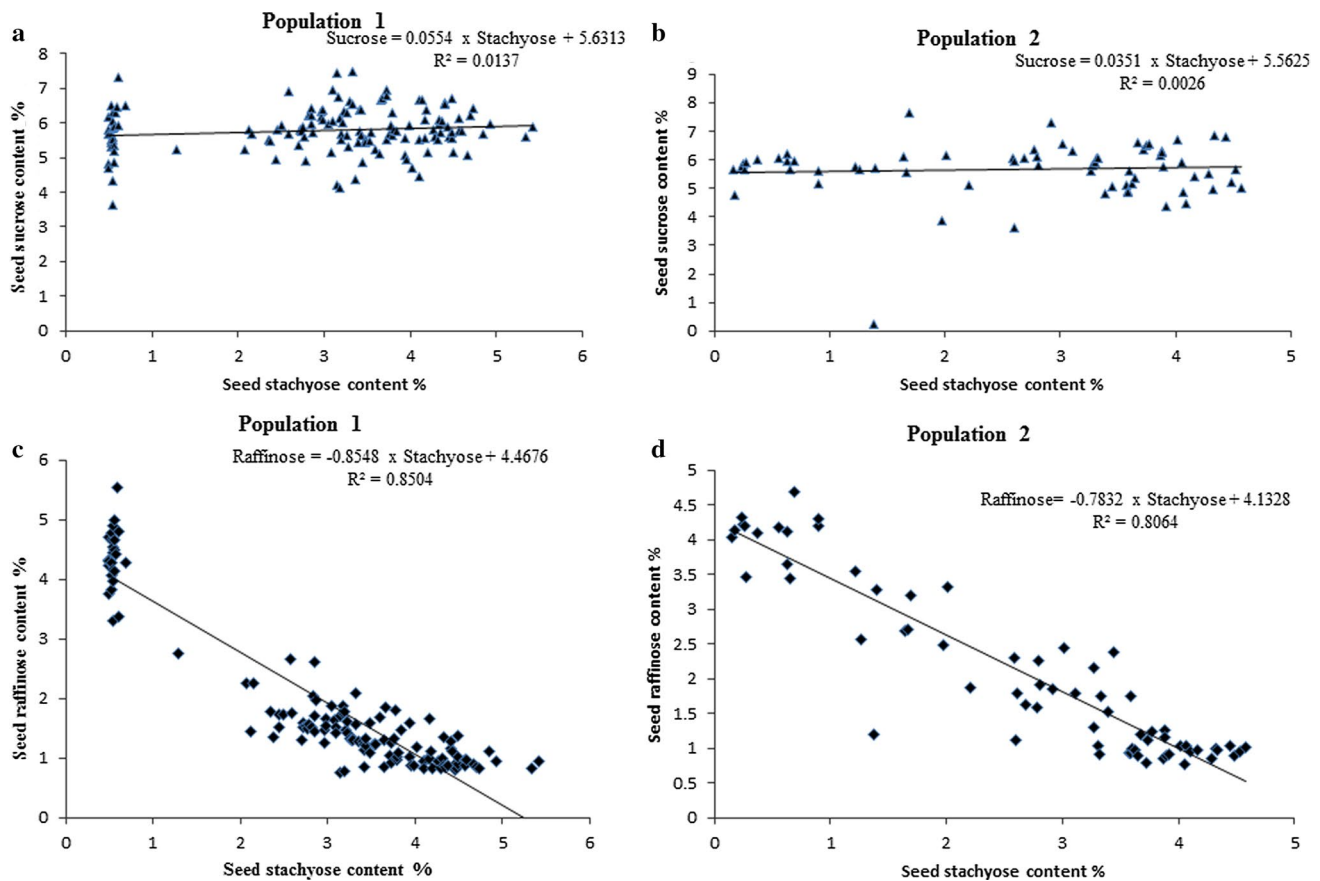 a
Population 1
Sucrose = 0.0554 x Stachyose + 5.6313
R² = 0.0137
8
7
6
5
4
3
2
1
0
Seed sucrose content %
0 1 2 3 4 5 6
Seed stachyose content %
b
Population 2
Sucrose = 0.0351 x Stachyose + 5.5625
R² = 0.0026
9
8
7
6
5
4
3
2
1
0
Seed sucrose content %
0 1 2 3 4 5
Seed stachyose content %
c
Population 1
Raffinose = -0.8548 x Stachyose + 4.4676
R² = 0.8504
6
5
4
3
2
1
0
Seed raffinose content %
0 1 2 3 4 5 6
Seed stachyose content %
d
Population 2
Raffinose= -0.7832 x Stachyose + 4.1328
R² = 0.8064
5
4.5
4
3.5
3
2.5
2
1.5
1
0.5
0
Seed raffinose content %
0 1 2 3 4 5
Seed stachyose content %